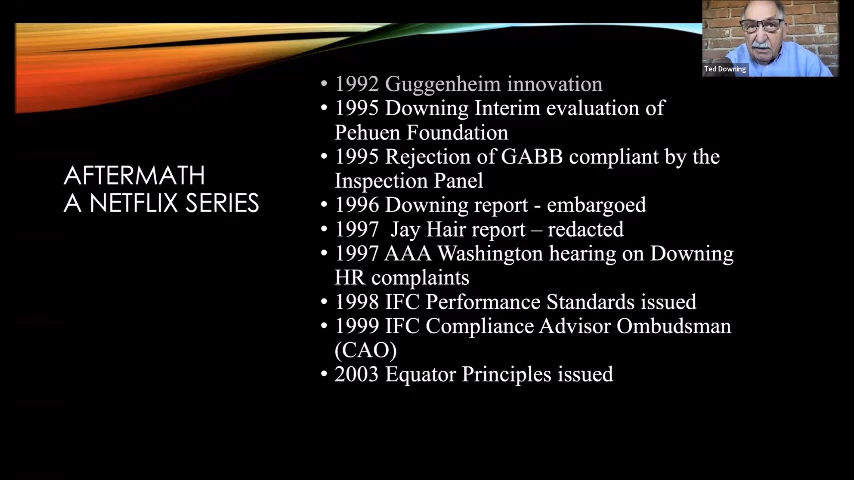 AFTERMATH
A NETFLIX SERIES
• 1992 Guggenheim innovation
• 1995 Downing Interim evaluation of
Pehuen Foundation
• 1995 Rejection of GABB compliant by the
Inspection Panel
• 1996 Downing report - embargoed
• 1997  Jay Hair report – redacted
• 1997 AAA Washington hearing on Downing
HR complaints
• 1998 IFC Performance Standards issued
• 1999 IFC Compliance Advisor Ombudsman
(CAO)
• 2003 Equator Principles issued
Ted Downing